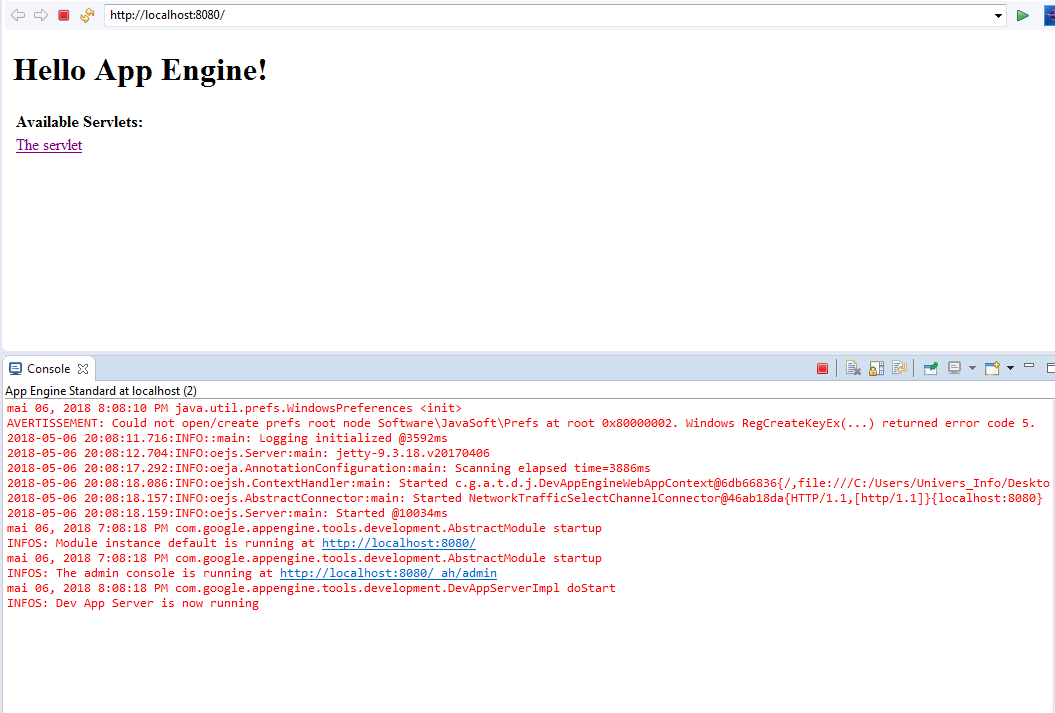 http://localhost:8080/
Hello App Engine!
Available Servlets:
The servlet
Console
App Engine Standard at localhost (2)
mai 06, 2018 8:08:10 PM java.util.prefs.WindowsPreferences <init>
AVERTISSEMENT: Could not open/create prefs root node Software\JavaSoft\Prefs at root 0x80000002. Windows RegCreateKeyEx(...) returned error code 5.
2018-05-06 20:08:11.716:INFO::main: Logging initialized @3592ms
2018-05-06 20:08:12.704:INFO:oejs.Server:main: jetty-9.3.18.v20170406
2018-05-06 20:08:17.292:INFO:oeja.AnnotationConfiguration:main: Scanning elapsed time=3886ms
2018-05-06 20:08:18.086:INFO:oejsh.ContextHandler:main: Started c.g.a.t.d.j.DevAppEngineWebAppContext@6db66836{/,file:///C:/Users/Univers_Info/Deskto
2018-05-06 20:08:18.157:INFO:oejs.AbstractConnector:main: Started NetworkTrafficSelectChannelConnector@46ab18da{HTTP/1.1,[http/1.1]}{localhost:8080}
2018-05-06 20:08:18.159:INFO:oejs.Server:main: Started @10034ms
mai 06, 2018 7:08:18 PM com.google.appengine.tools.development.AbstractModule startup
INFOS: Module instance default is running at http://localhost:8080/
mai 06, 2018 7:08:18 PM com.google.appengine.tools.development.AbstractModule startup
INFOS: The admin console is running at http://localhost:8080/_ah/admin
mai 06, 2018 8:08:18 PM com.google.appengine.tools.development.DevAppServerImpl doStart
INFOS: Dev App Server is now running